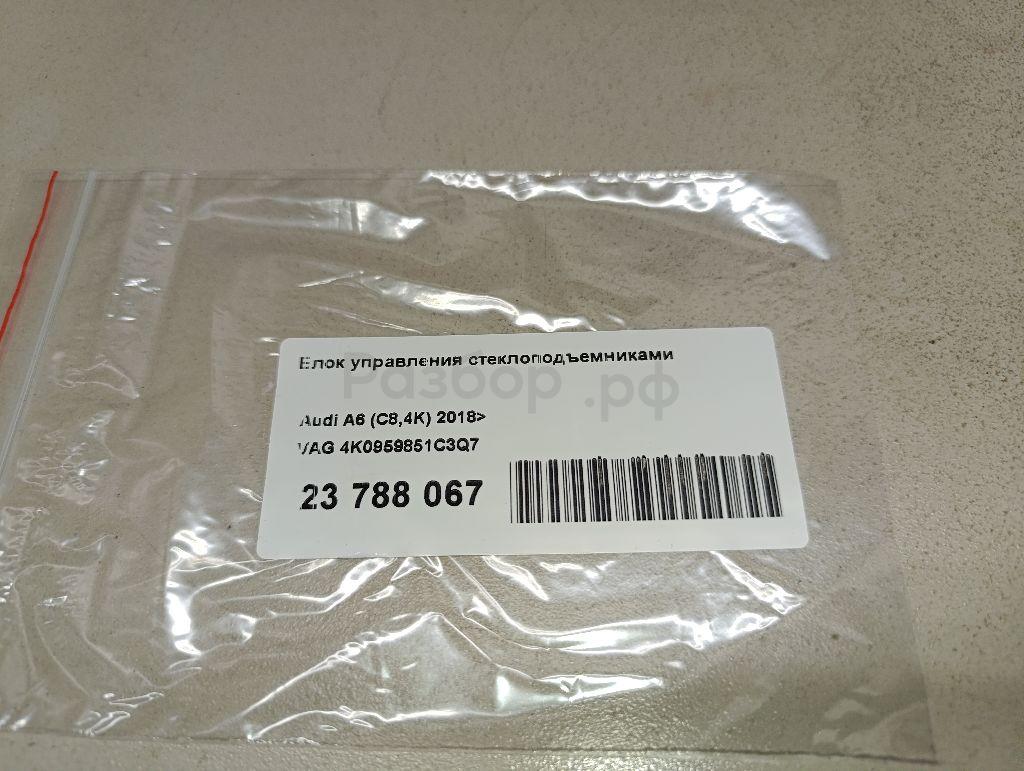 Блок управления стеклоподъемниками
Разбор.рф
Audi A6 (C8,4K) 2018>
VAG 4K0959851C3Q7
23 788 067